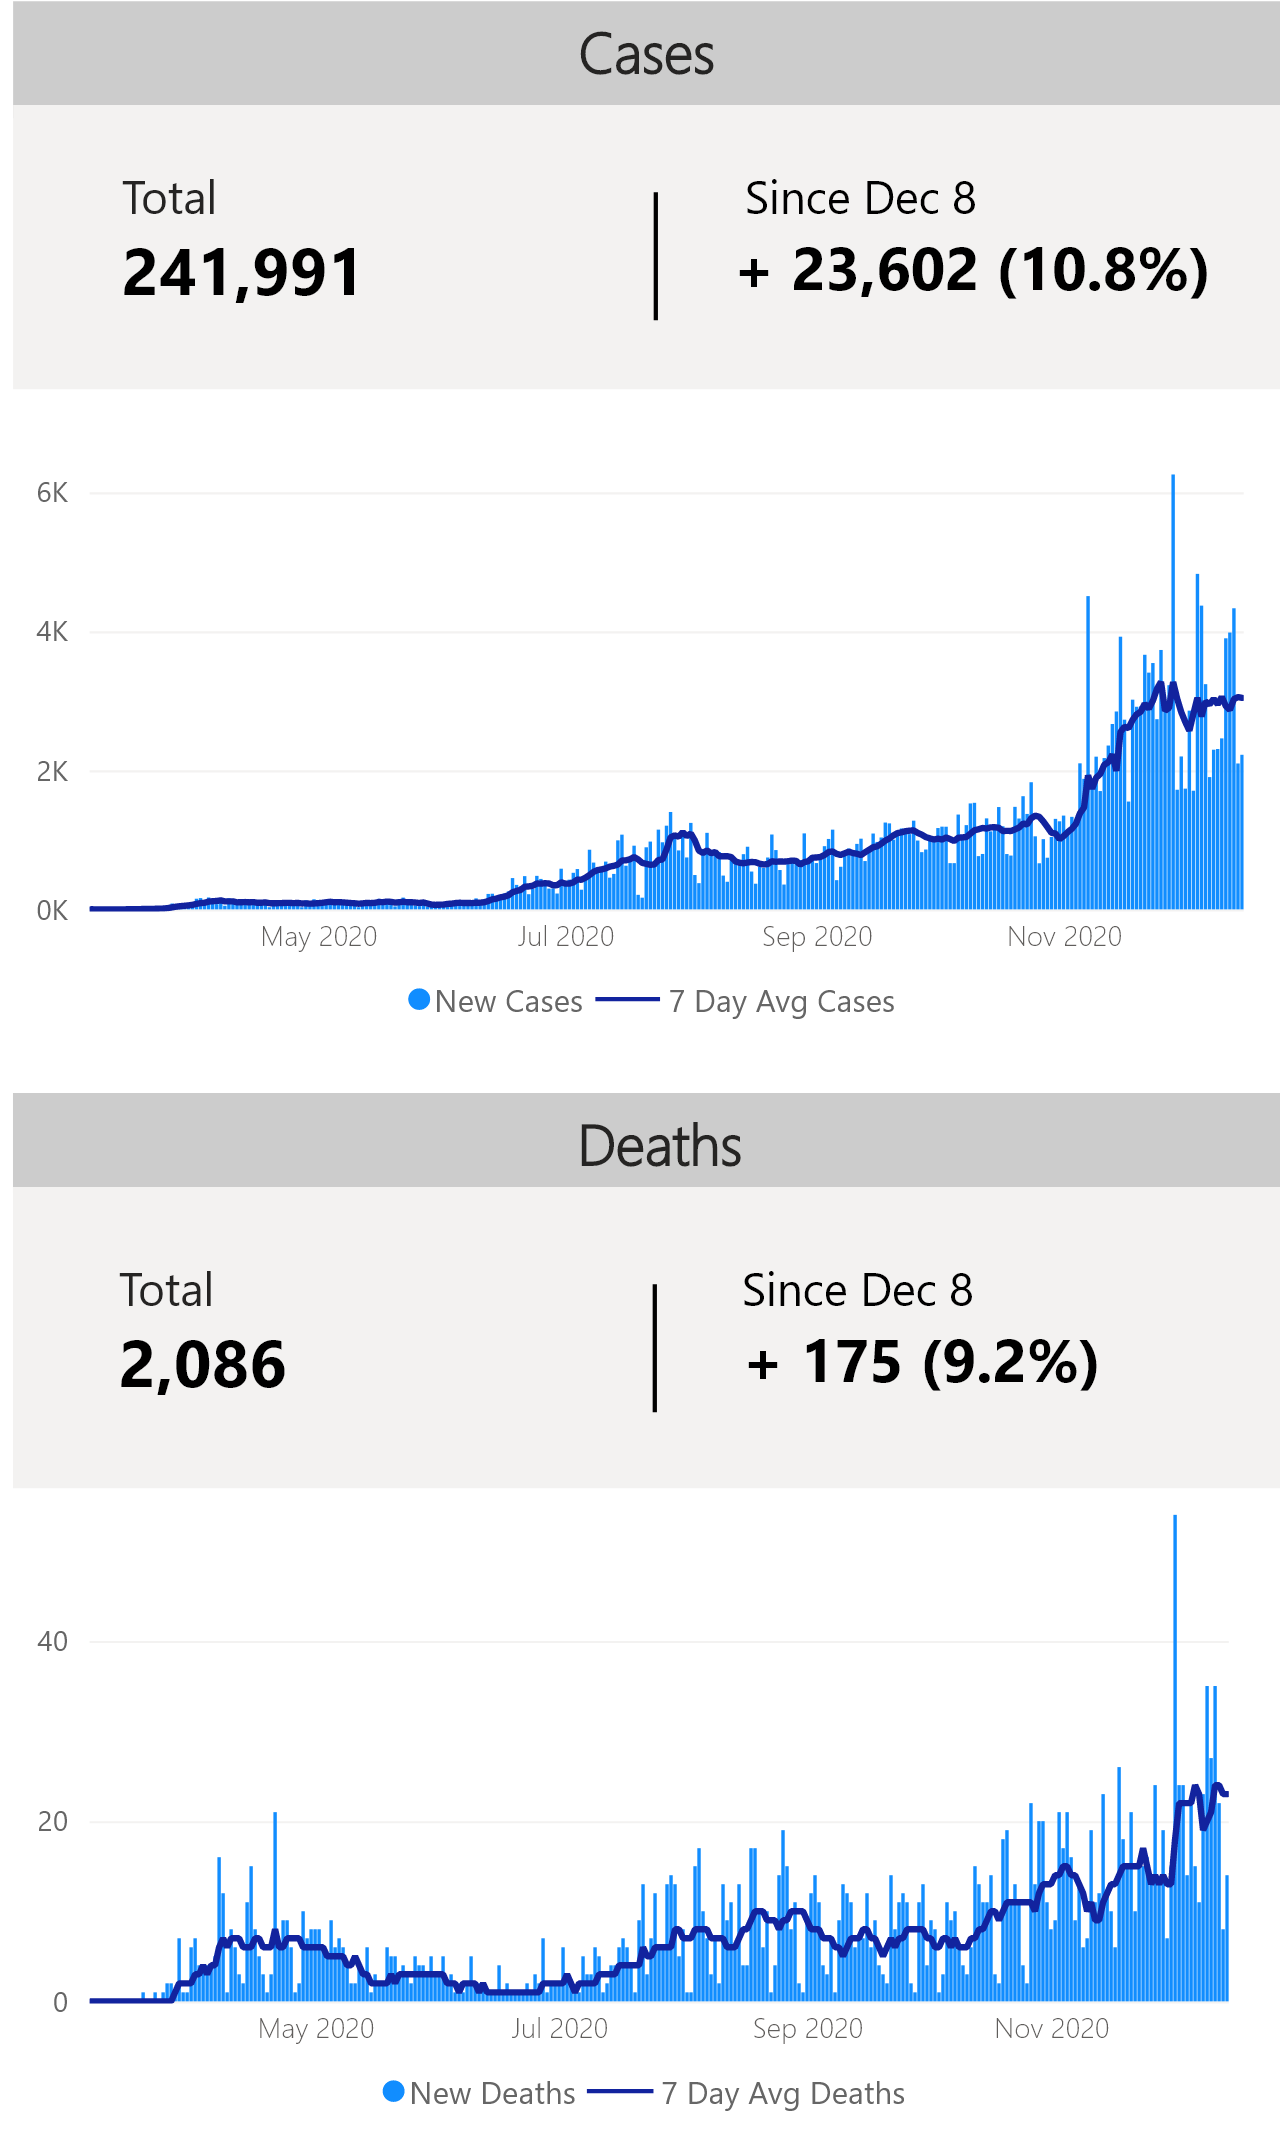 Cases
Total
Since Dec 8
241,991
+ 23,602 (10.8%)
6K
4K
2K
0K
May 2020
Jul 2020
Sep 2020
Nov 2020
New Cases
7 Day Avg Cases
Deaths
Total
Since Dec 8
2,086
+ 175 (9.2%)
40
20
0
May 2020
Jul 2020
Sep 2020
Nov 2020
New Deaths
7 Day Avg Deaths